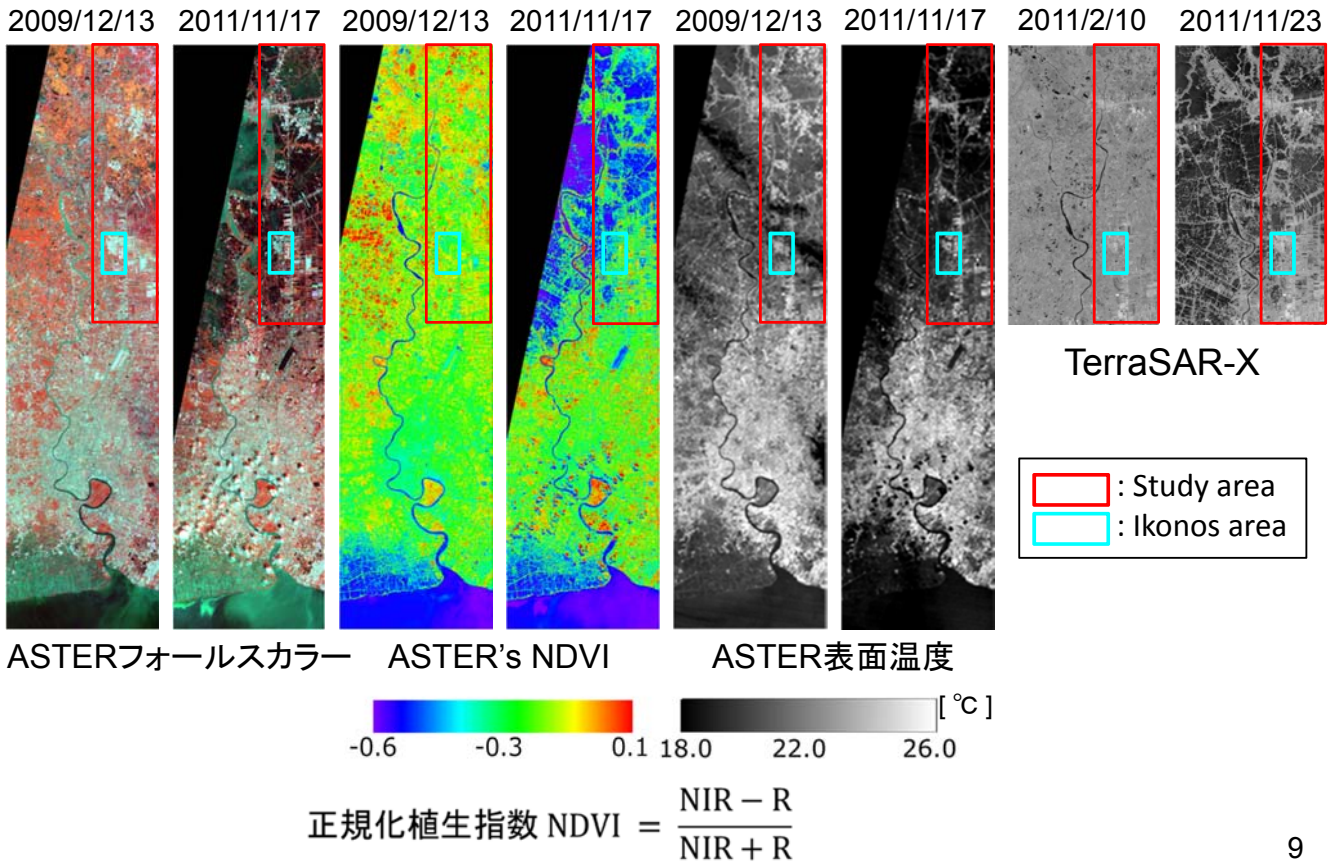 2009/12/13 2011/11/17 2009/12/13 2011/11/17 2009/12/13 2011/11/17 2011/2/10 2011/11/23
TerraSAR-X
: Study area
: Ikonos area
ASTERフォールスカラー ASTER's NDVI ASTER表面温度
[ ℃ ]
-0.6 -0.3 0.1 18.0 22.0 26.0
正規化植生指数 NDVI = NIR − R
NIR + R
9